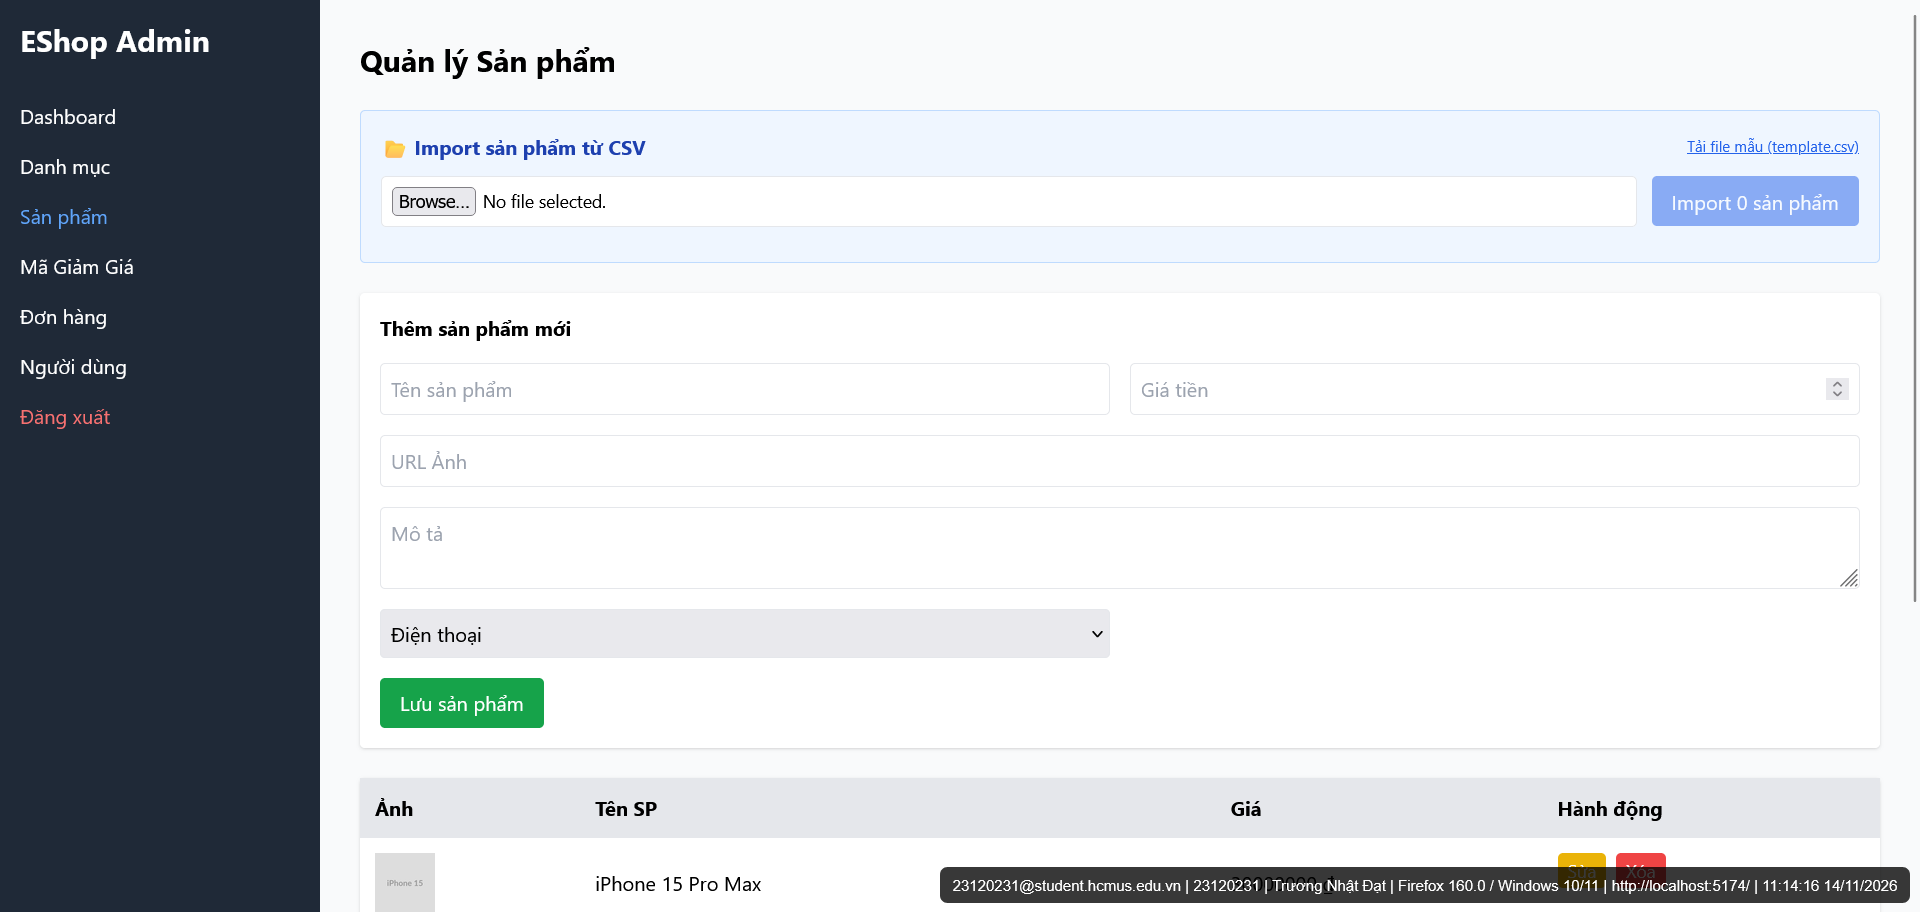 EShop Admin
Dashboard
Danh mục
Sản phẩm
Mã Giảm Giá
Đơn hàng
Người dùng
Đăng xuất
Quản lý Sản phẩm
📂 Import sản phẩm từ CSV
Tải file mẫu (template.csv)
Browse... No file selected.
Import 0 sản phẩm
Thêm sản phẩm mới
Tên sản phẩm
Giá tiền
URL Ảnh
Mô tả
Điện thoại
Lưu sản phẩm
Ảnh Tên SP Giá Hành động
iPhone 15
iPhone 15 Pro Max
Sửa Xóa
23120231@student.hcmus.edu.vn | 23120231 | Trương Nhật Đạt | Firefox 160.0 / Windows 10/11 | http://localhost:5174/ | 11:14:16 14/11/2026